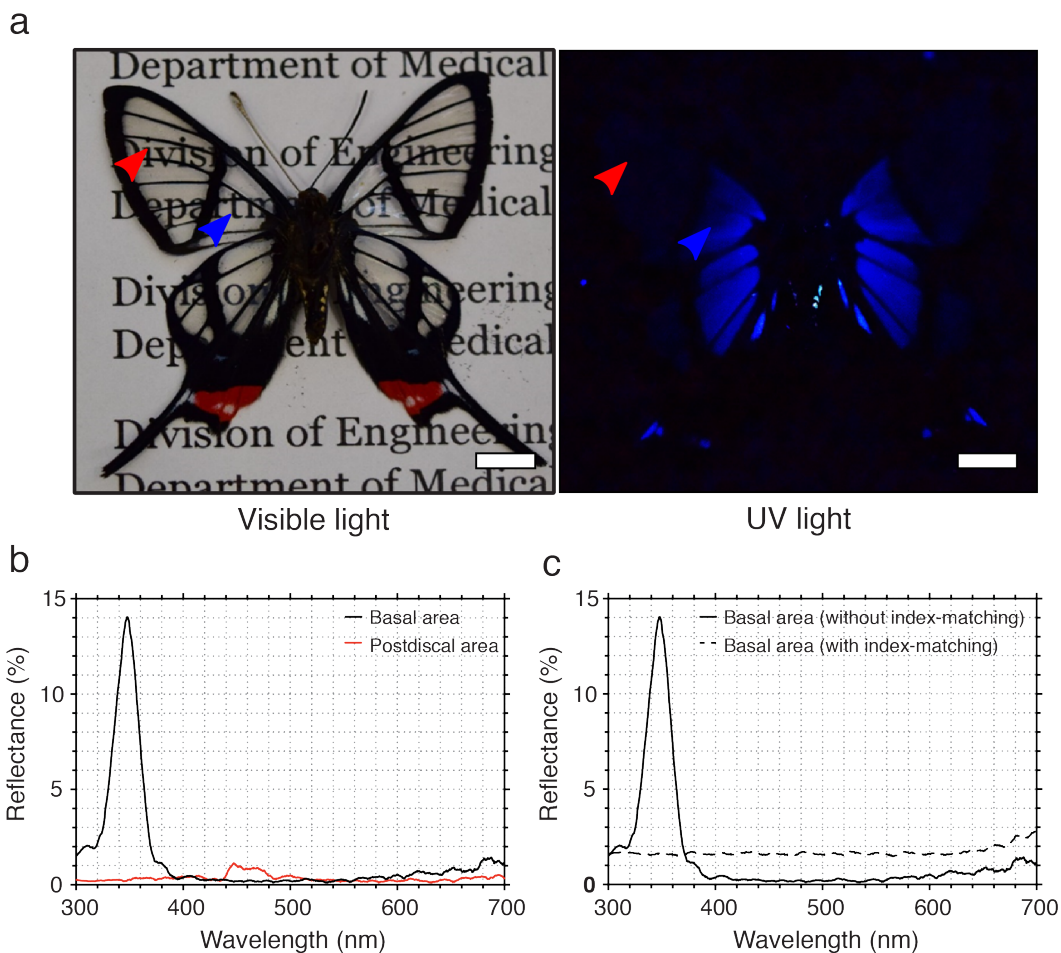 a
Department of Medical
Division of Engineering
Department of Medical
Division of Engineering
Department of Medical
Division of Engineering
Department of Medica
Visible light
UV light
b
c
15
10
5
0
300
400
500
600
700
Reflectance (%)
Wavelength (nm)
Basal area
Postdiscal area
15
10
5
0
300
400
500
600
700
Reflectance (%)
Wavelength (nm)
Basal area (without index-matching)
Basal area (with index-matching)